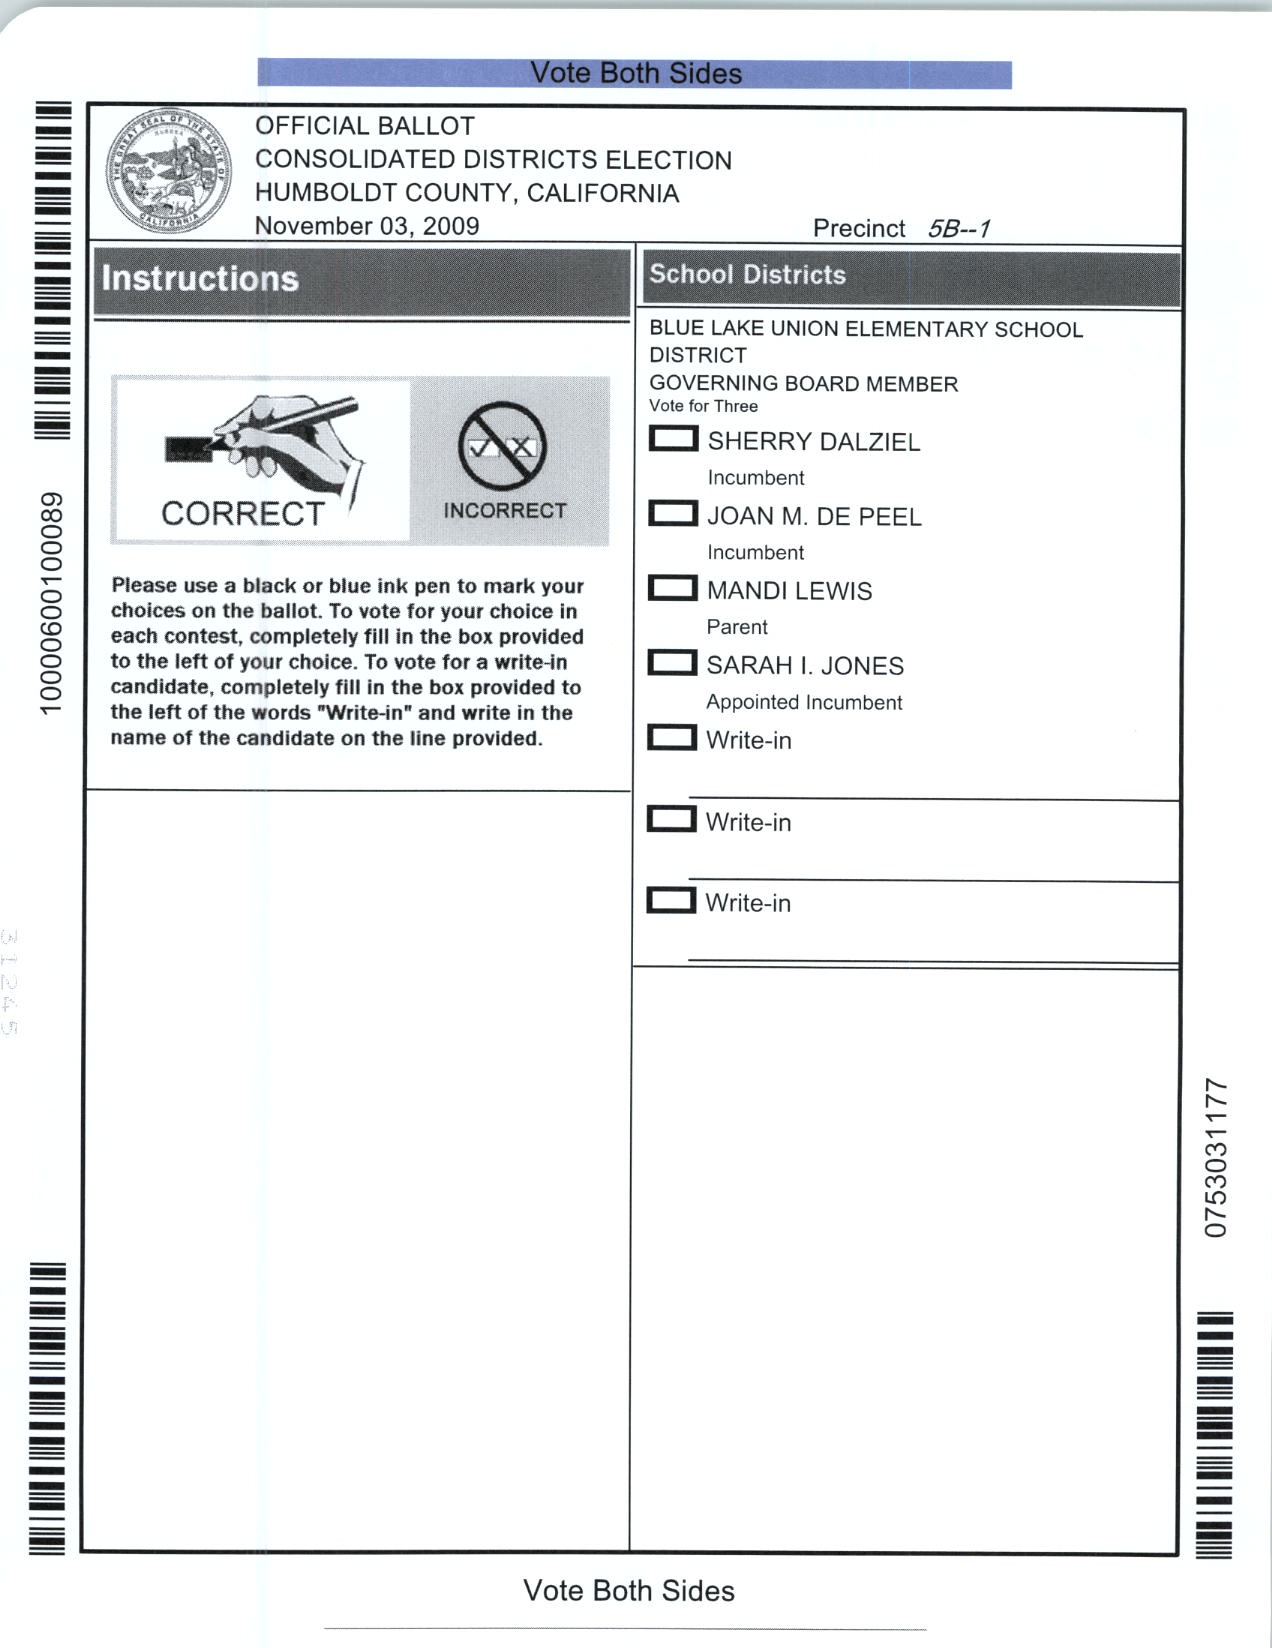 Vote Both Sides
OFFICIAL BALLOT
CONSOLIDATED DISTRICTS ELECTION
HUMBOLDT COUNTY, CALIFORNIA
November 03, 2009
Precinct 5B--1
THE GREAT SEAL OF THE STATE OF CALIFORNIA
EUREKA
Instructions
CORRECT
INCORRECT
Please use a black or blue ink pen to mark your
choices on the ballot. To vote for your choice in
each contest, completely fill in the box provided
to the left of your choice. To vote for a write-in
candidate, completely fill in the box provided to
the left of the words "Write-in" and write in the
name of the candidate on the line provided.
School Districts
BLUE LAKE UNION ELEMENTARY SCHOOL
DISTRICT
GOVERNING BOARD MEMBER
Vote for Three
SHERRY DALZIEL
Incumbent
JOAN M. DE PEEL
Incumbent
MANDI LEWIS
Parent
SARAH I. JONES
Appointed Incumbent
Write-in
Write-in
Write-in
10000600100089
31245
0753031177
Vote Both Sides